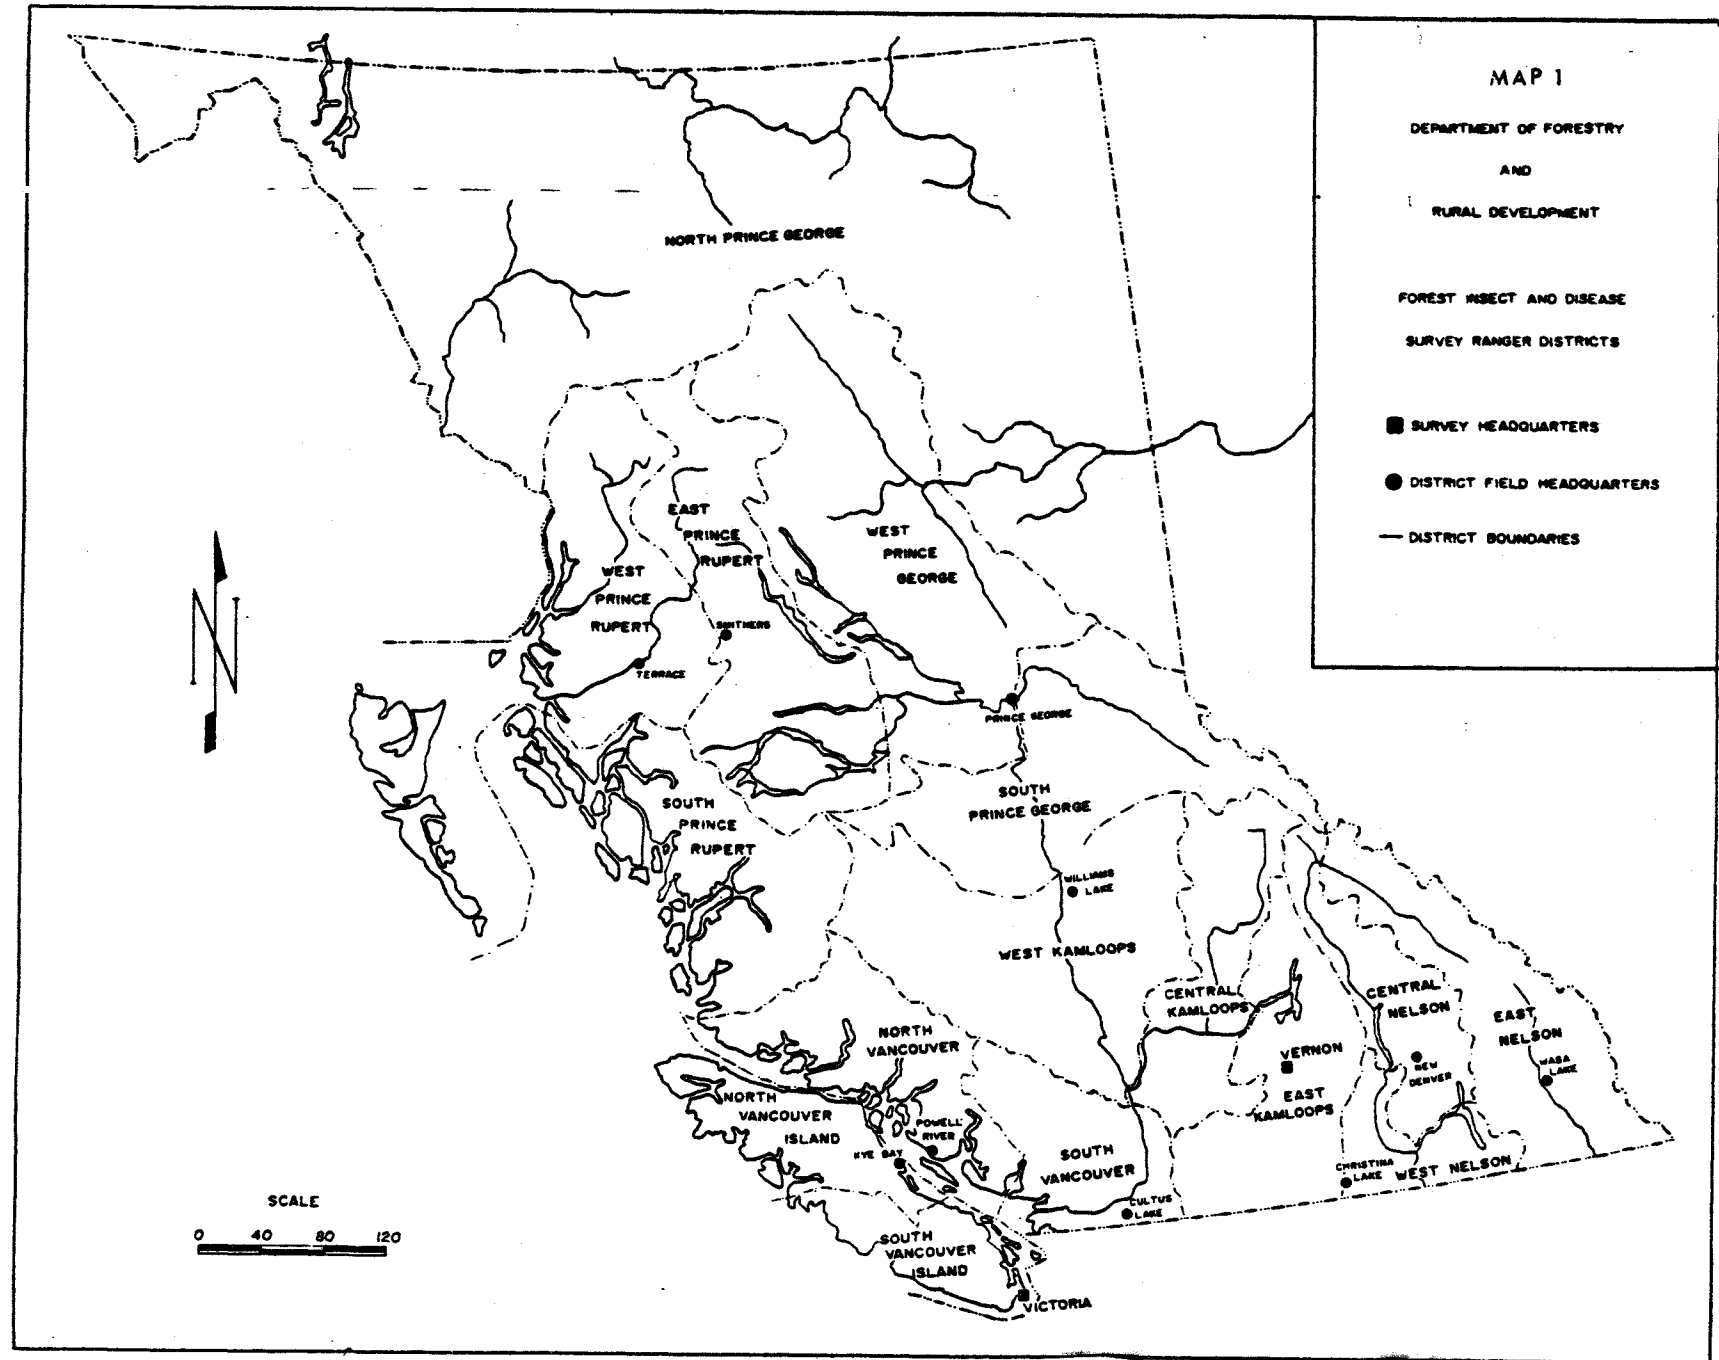 MAP 1
DEPARTMENT OF FORESTRY
AND
RURAL DEVELOPMENT
FOREST INSECT AND DISEASE
SURVEY RANGER DISTRICTS
SURVEY HEADQUARTERS
DISTRICT FIELD HEADQUARTERS
DISTRICT BOUNDARIES
NORTH PRINCE GEORGE
EAST
PRINCE
RUPERT
WEST
PRINCE
GEORGE
WEST
PRINCE
RUPERT
SMITHERS
TERRACE
N
PRINCE GEORGE
SOUTH
PRINCE GEORGE
SOUTH
PRINCE
RUPERT
WILLIAMS
LAKE
WEST KAMLOOPS
CENTRAL
KAMLOOPS
CENTRAL
NELSON
EAST
NELSON
NORTH
VANCOUVER
VERNON
NEW
DENVER
WASA
LAKE
EAST
KAMLOOPS
NORTH
VANCOUVER
ISLAND
POWELL
RIVER
KYE BAY
SOUTH
VANCOUVER
CHRISTINA
LAKE
WEST NELSON
CULTUS
LAKE
SOUTH
VANCOUVER
ISLAND
VICTORIA
SCALE
0 40 80 120